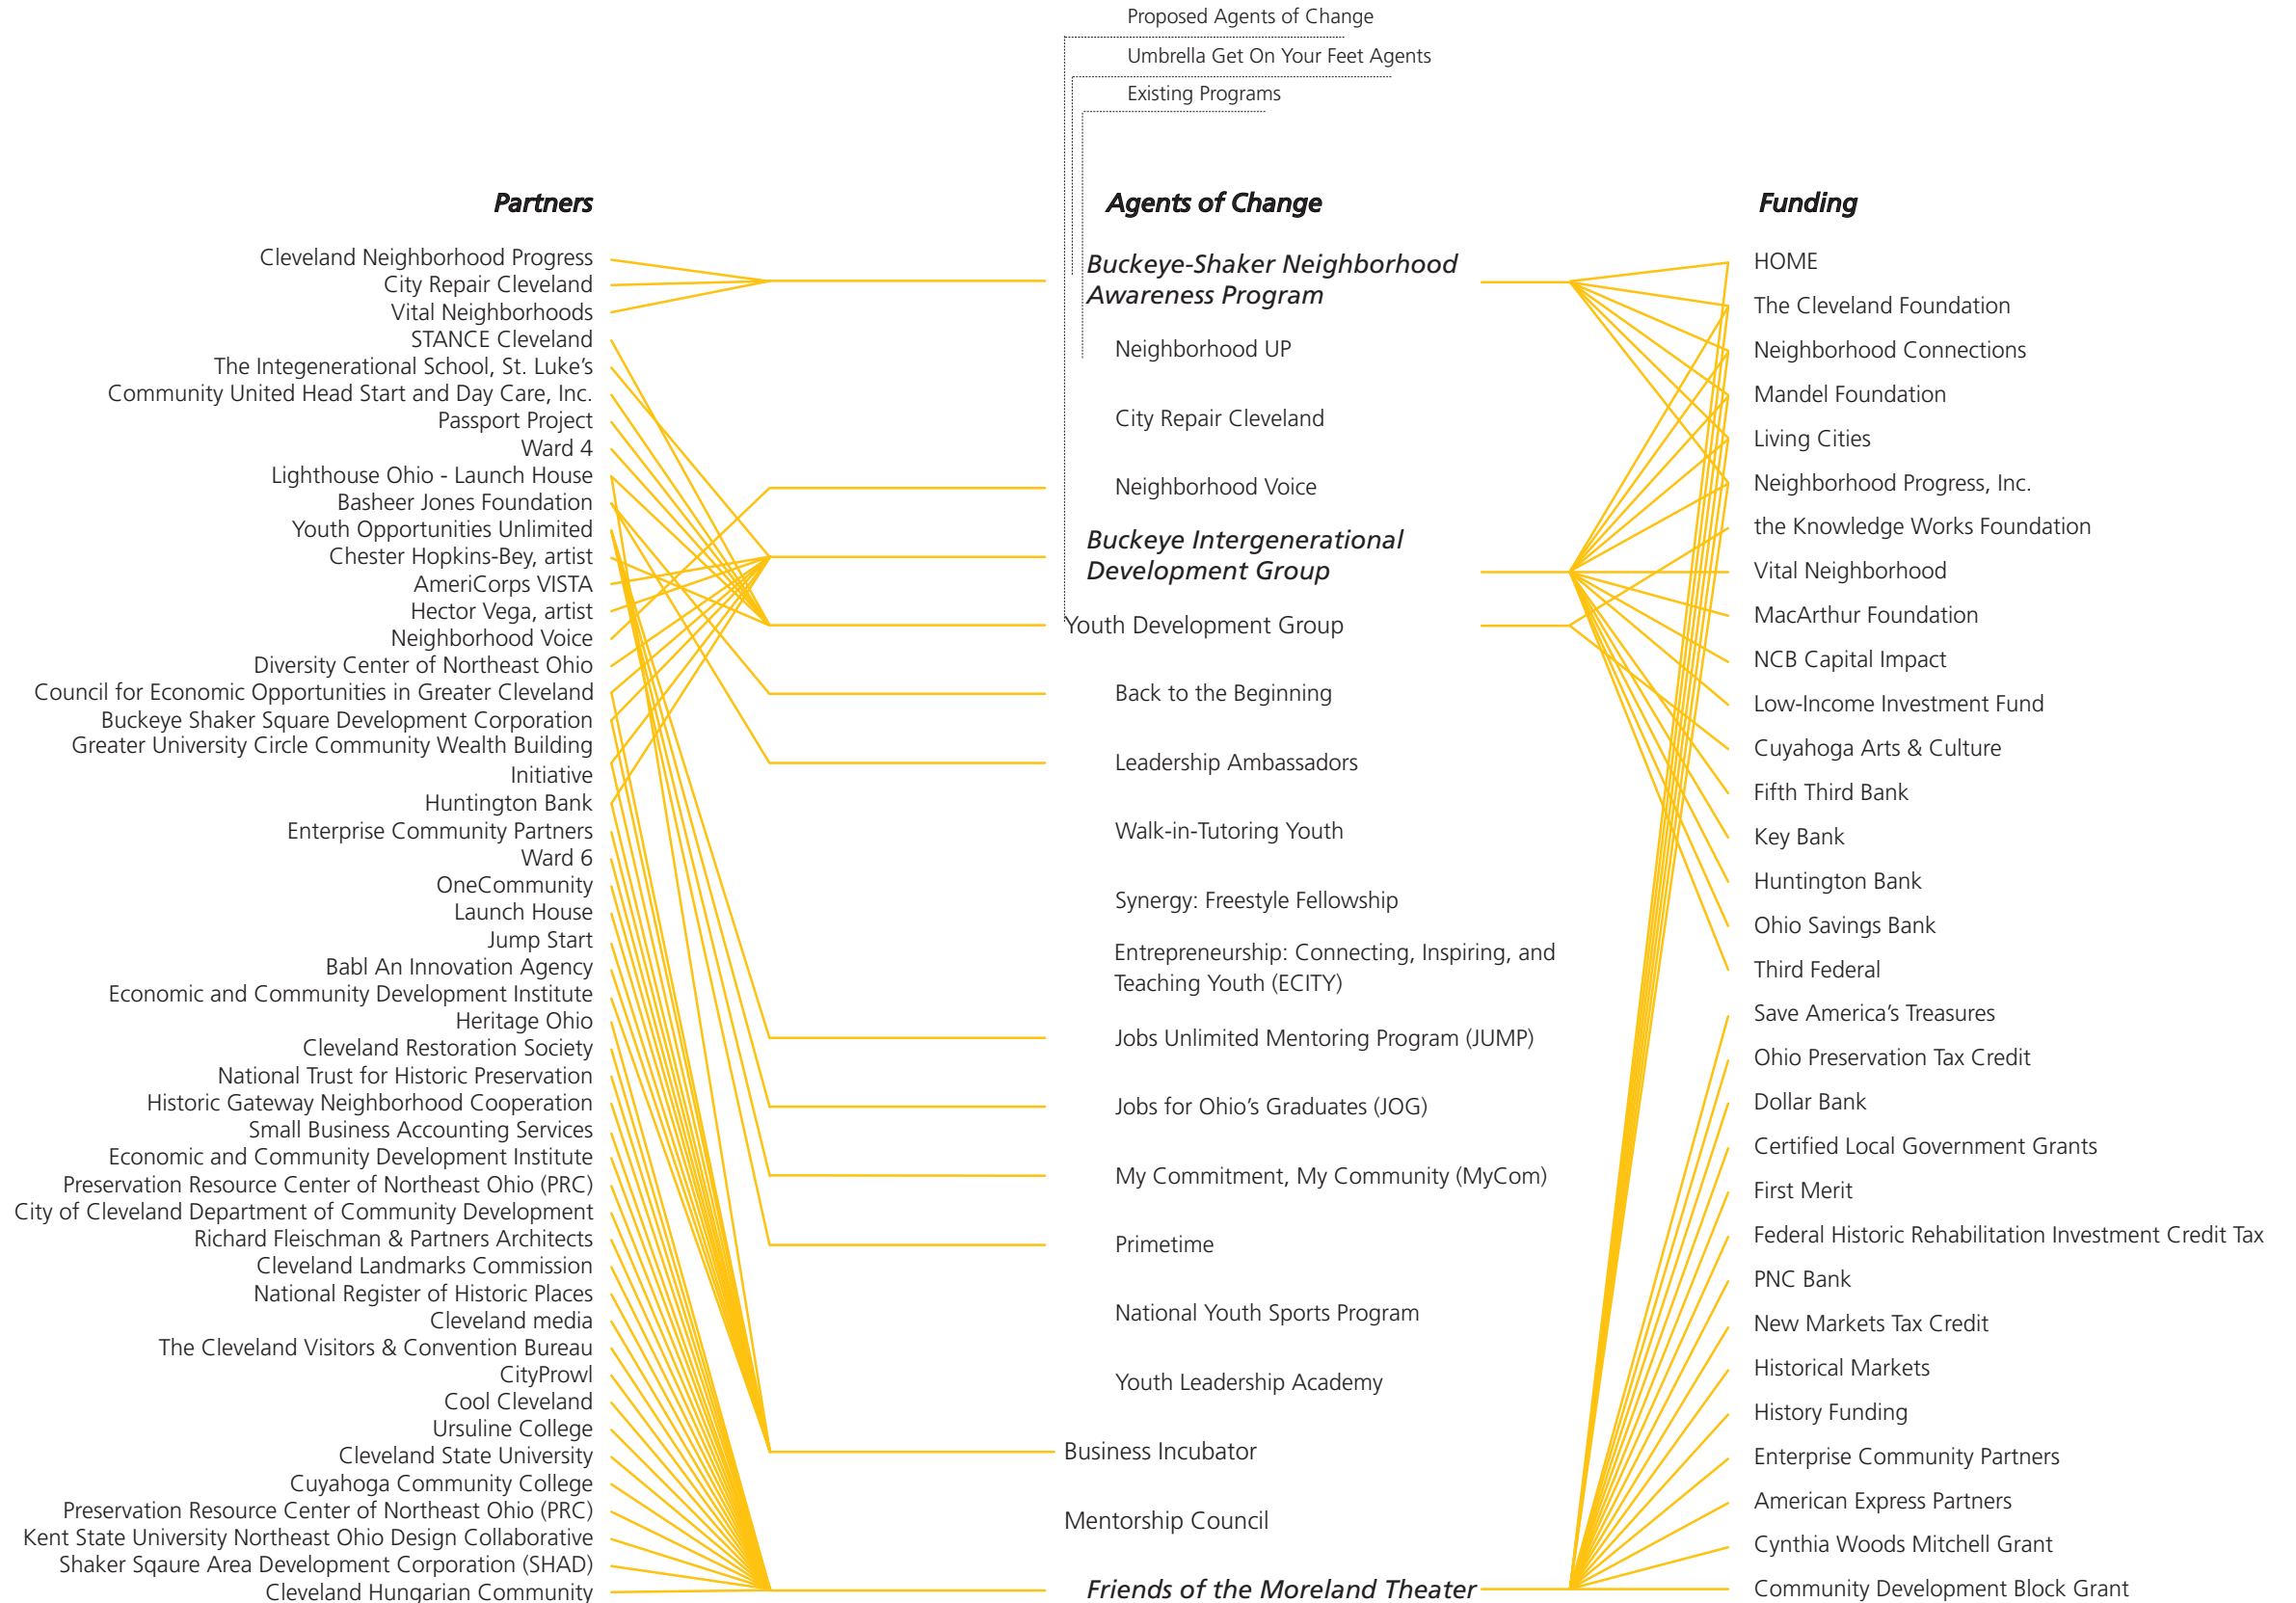 Proposed Agents of Change
Umbrella Get On Your Feet Agents
Existing Programs
Partners
Cleveland Neighborhood Progress
City Repair Cleveland
Vital Neighborhoods
STANCE Cleveland
The Integenerational School, St. Luke’s
Community United Head Start and Day Care, Inc.
Passport Project
Ward 4
Lighthouse Ohio - Launch House
Basheer Jones Foundation
Youth Opportunities Unlimited
Chester Hopkins-Bey, artist
AmeriCorps VISTA
Hector Vega, artist
Neighborhood Voice
Diversity Center of Northeast Ohio
Council for Economic Opportunities in Greater Cleveland
Buckeye Shaker Square Development Corporation
Greater University Circle Community Wealth Building
Initiative
Huntington Bank
Enterprise Community Partners
Ward 6
OneCommunity
Launch House
Jump Start
Babl An Innovation Agency
Economic and Community Development Institute
Heritage Ohio
Cleveland Restoration Society
National Trust for Historic Preservation
Historic Gateway Neighborhood Cooperation
Small Business Accounting Services
Economic and Community Development Institute
Preservation Resource Center of Northeast Ohio (PRC)
City of Cleveland Department of Community Development
Richard Fleischman & Partners Architects
Cleveland Landmarks Commission
National Register of Historic Places
Cleveland media
The Cleveland Visitors & Convention Bureau
CityProwl
Cool Cleveland
Ursuline College
Cleveland State University
Cuyahoga Community College
Preservation Resource Center of Northeast Ohio (PRC)
Kent State University Northeast Ohio Design Collaborative
Shaker Sqaure Area Development Corporation (SHAD)
Cleveland Hungarian Community
Agents of Change
Buckeye-Shaker Neighborhood
Awareness Program
Neighborhood UP
City Repair Cleveland
Neighborhood Voice
Buckeye Intergenerational
Development Group
Youth Development Group
Back to the Beginning
Leadership Ambassadors
Walk-in-Tutoring Youth
Synergy: Freestyle Fellowship
Entrepreneurship: Connecting, Inspiring, and
Teaching Youth (ECITY)
Jobs Unlimited Mentoring Program (JUMP)
Jobs for Ohio’s Graduates (JOG)
My Commitment, My Community (MyCom)
Primetime
National Youth Sports Program
Youth Leadership Academy
Business Incubator
Mentorship Council
Friends of the Moreland Theater
Funding
HOME
The Cleveland Foundation
Neighborhood Connections
Mandel Foundation
Living Cities
Neighborhood Progress, Inc.
the Knowledge Works Foundation
Vital Neighborhood
MacArthur Foundation
NCB Capital Impact
Low-Income Investment Fund
Cuyahoga Arts & Culture
Fifth Third Bank
Key Bank
Huntington Bank
Ohio Savings Bank
Third Federal
Save America’s Treasures
Ohio Preservation Tax Credit
Dollar Bank
Certified Local Government Grants
First Merit
Federal Historic Rehabilitation Investment Credit Tax
PNC Bank
New Markets Tax Credit
Historical Markets
History Funding
Enterprise Community Partners
American Express Partners
Cynthia Woods Mitchell Grant
Community Development Block Grant